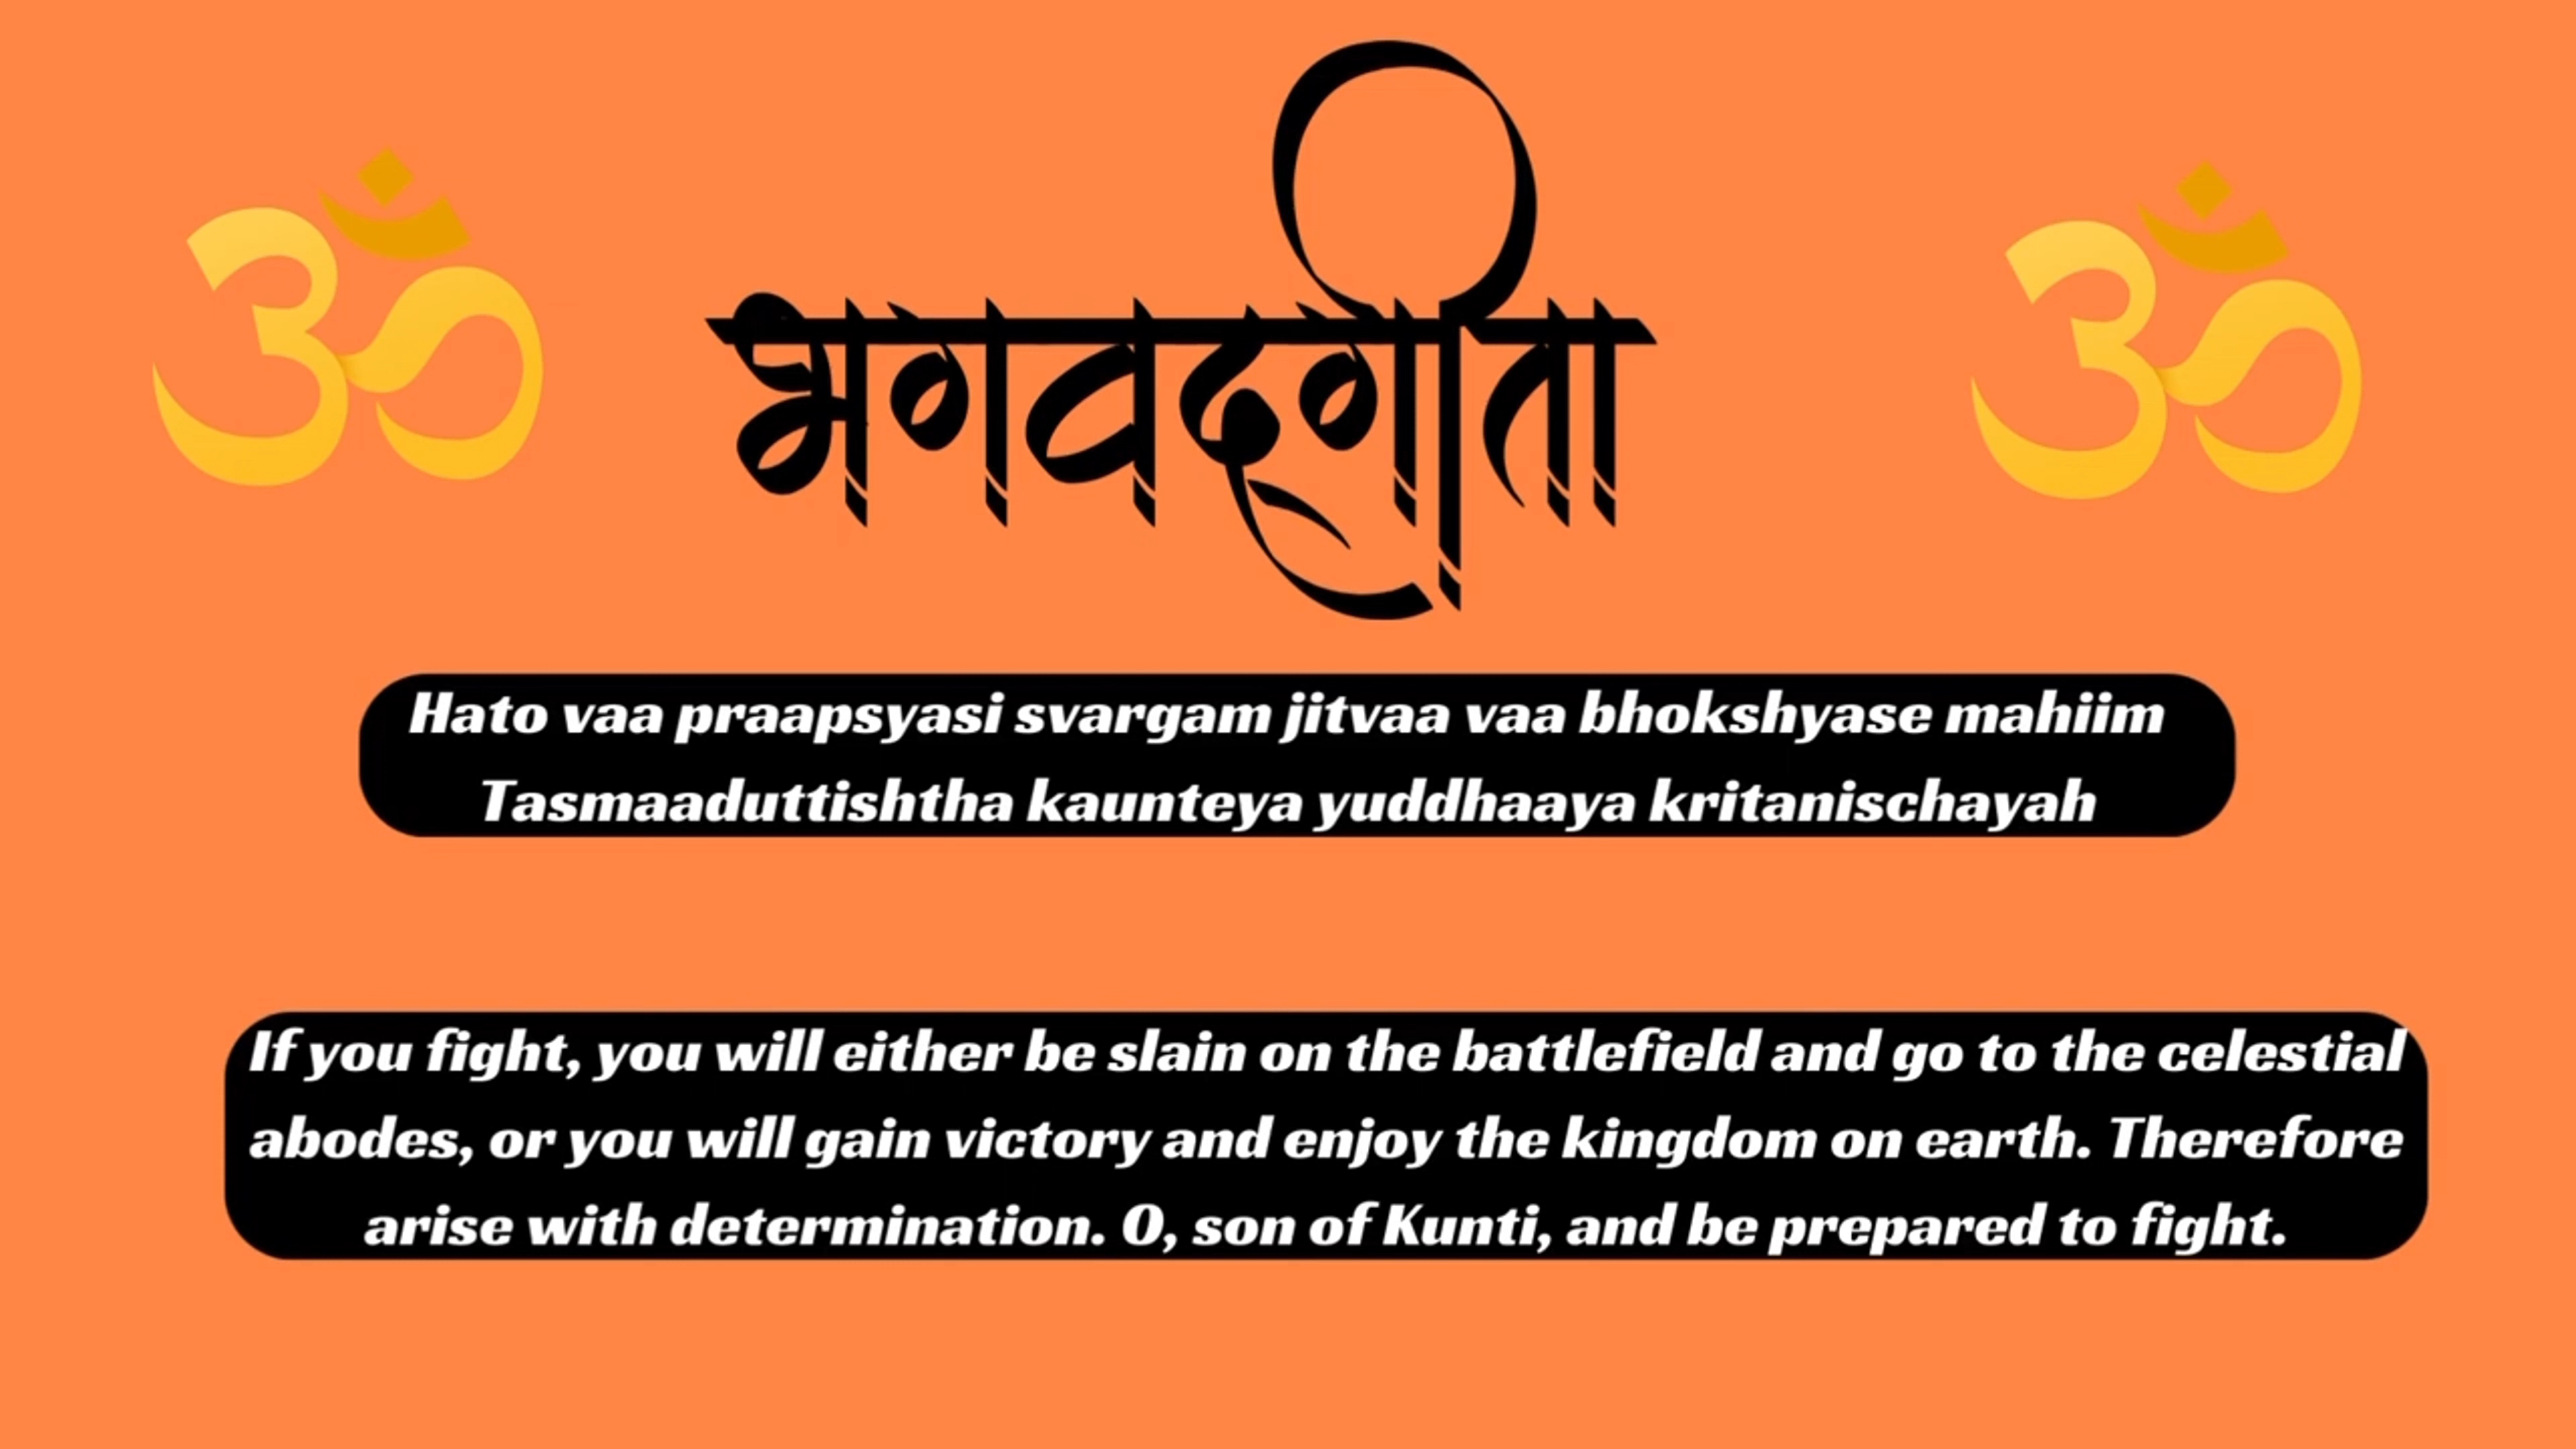 ॐ ॐ
भगवद्गीता
Hato vaa praapsyasi svargam jitvaa vaa bhokshyase mahiim
Tasmaaduttishtha kaunteya yuddhaaya kritanischayah
If you fight, you will either be slain on the battlefield and go to the celestial
abodes, or you will gain victory and enjoy the kingdom on earth. Therefore
arise with determination. O, son of Kunti, and be prepared to fight.